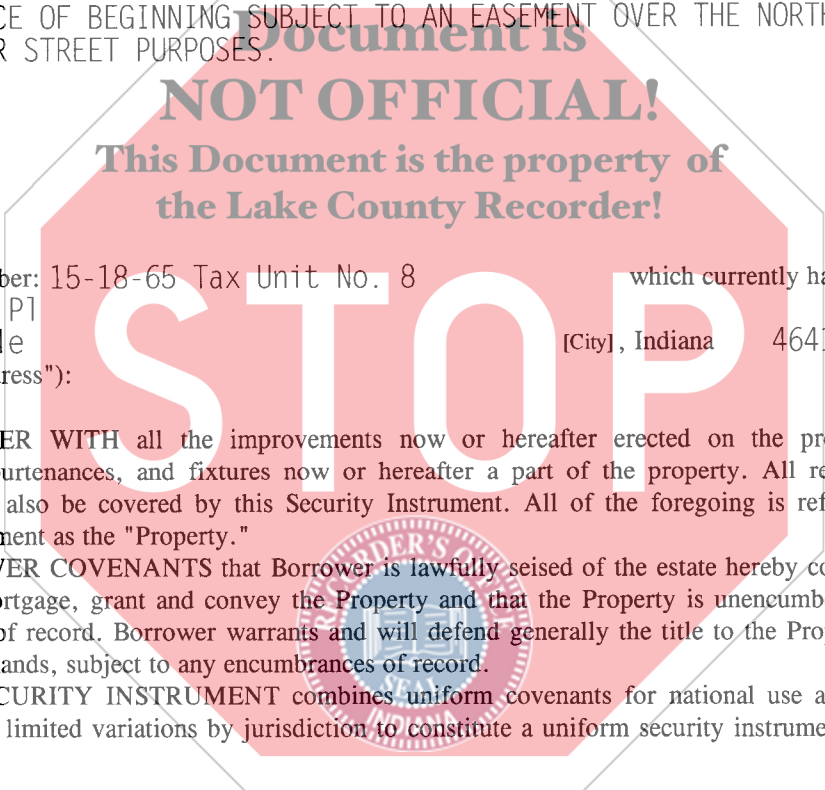 CE OF BEGINNING SUBJECT TO AN EASEMENT OVER THE NORTH
R STREET PURPOSES.
Document is
NOT OFFICIAL!
This Document is the property of
the Lake County Recorder!
ber: 15-18-65 Tax Unit No. 8 which currently ha
Pl
le [City], Indiana 4641
ress"):
STOP
ER WITH all the improvements now or hereafter erected on the pro
urtenances, and fixtures now or hereafter a part of the property. All re
also be covered by this Security Instrument. All of the foregoing is ref
ment as the "Property."
VER COVENANTS that Borrower is lawfully seised of the estate hereby co
ortgage, grant and convey the Property and that the Property is unencumb
of record. Borrower warrants and will defend generally the title to the Prop
ands, subject to any encumbrances of record.
CURITY INSTRUMENT combines uniform covenants for national use a
limited variations by jurisdiction to constitute a uniform security instrume
RECORDER'S OFFICE
SEAL
INDIANA